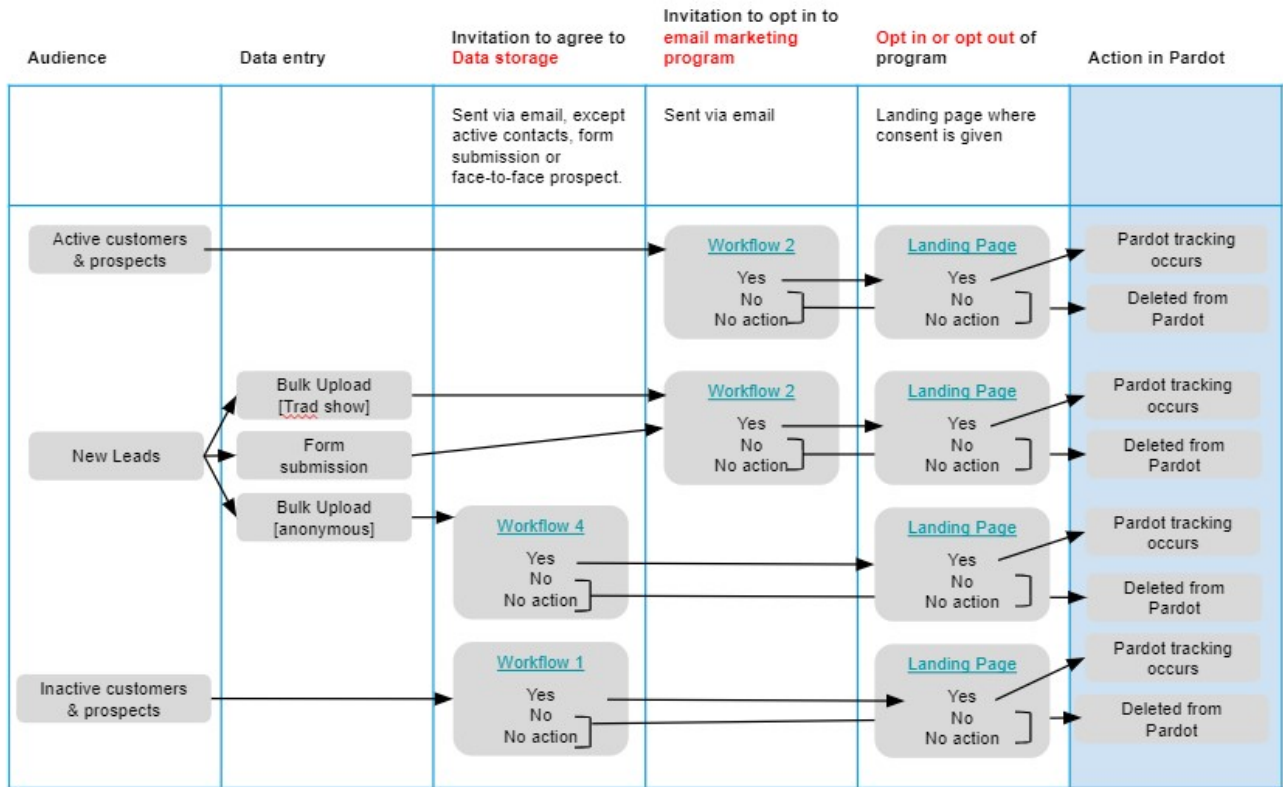 Audience
Data entry
Invitation to agree to
Data storage
Invitation to opt in to
email marketing
program
Opt in or opt out of
program
Action in Pardot
Sent via email, except
active contacts, form
submission or
face-to-face prospect.
Sent via email
Landing page where
consent is given
Active customers
& prospects
Workflow 2
Yes
No
No action
Landing Page
Yes
No
No action
Pardot tracking
occurs
Deleted from
Pardot
New Leads
Bulk Upload
[Trad show]
Form
submission
Bulk Upload
[anonymous]
Workflow 2
Yes
No
No action
Landing Page
Yes
No
No action
Pardot tracking
occurs
Deleted from
Pardot
Workflow 4
Yes
No
No action
Landing Page
Yes
No
No action
Pardot tracking
occurs
Deleted from
Pardot
Inactive customers
& prospects
Workflow 1
Yes
No
No action
Landing Page
Yes
No
No action
Pardot tracking
occurs
Deleted from
Pardot